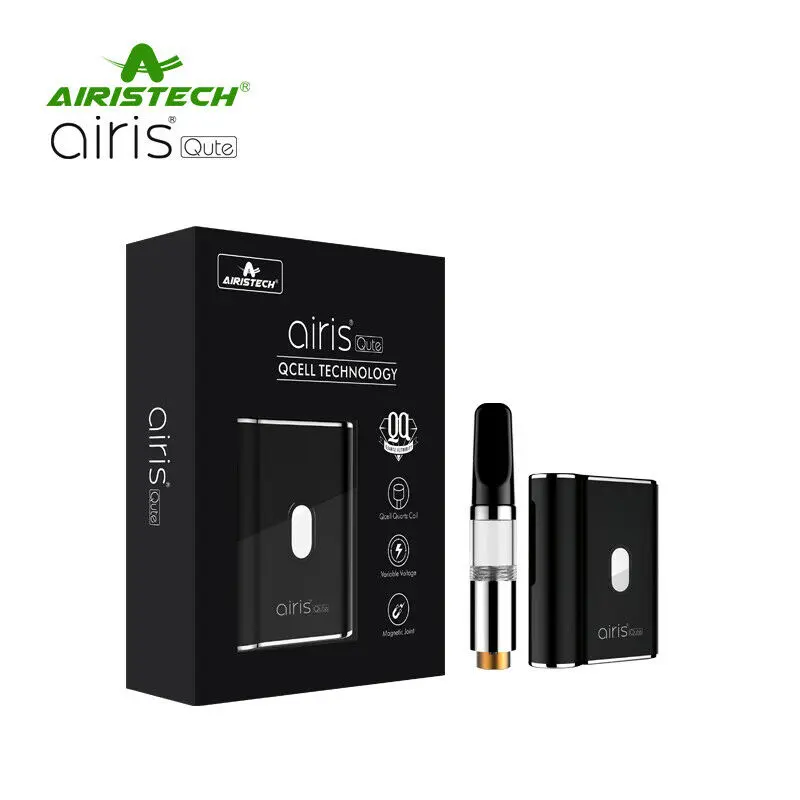 AIRISTECH®
airis® Qute
AIRISTECH®
airis® Qute
QCELL TECHNOLOGY
airis® Qute
QQ
Qcell Quartz Coil
Variable Voltage
Magnetic Joint
airis® Qute
airis® Qute